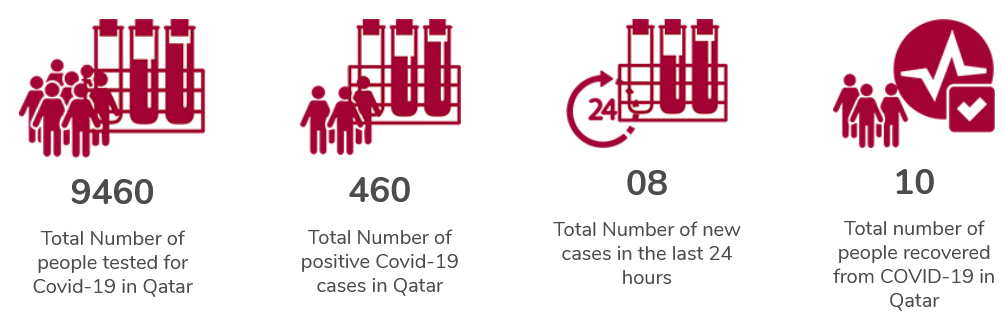 24
9460
Total Number of
people tested for
Covid-19 in Qatar
460
Total Number of
positive Covid-19
cases in Qatar
08
Total Number of new
cases in the last 24
hours
10
Total number of
people recovered
from COVID-19 in
Qatar